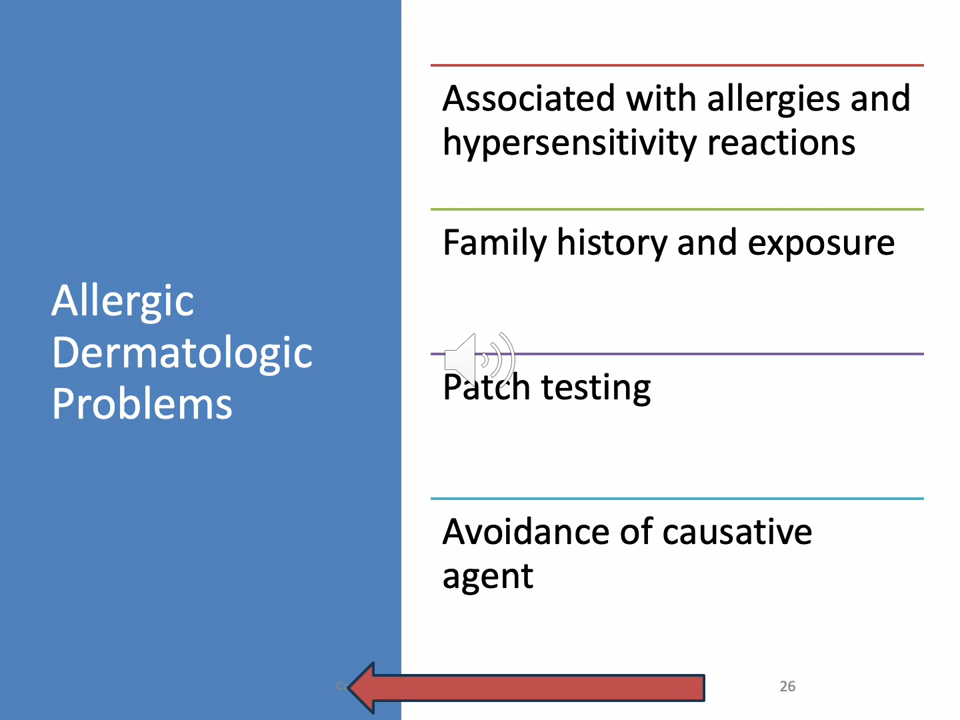 Allergic
Dermatologic
Problems
Associated with allergies and
hypersensitivity reactions
Family history and exposure
Patch testing
Avoidance of causative
agent
26